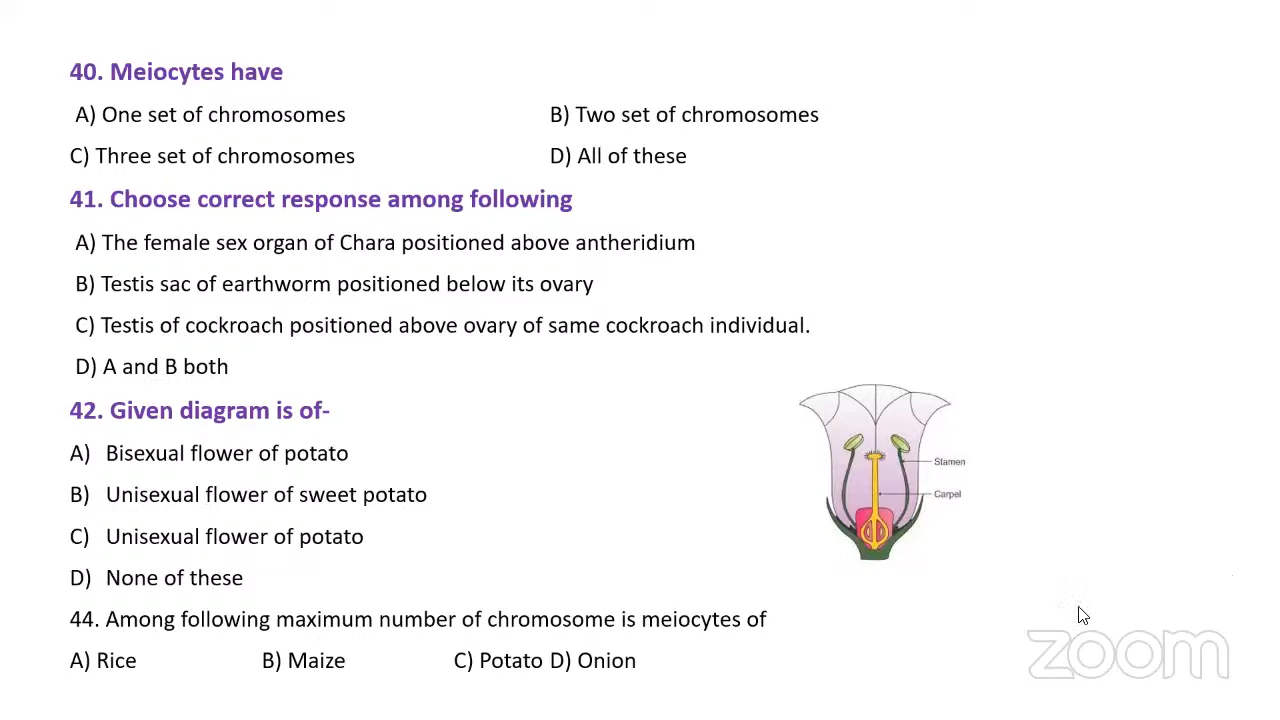 40. Meiocytes have
A) One set of chromosomes B) Two set of chromosomes
C) Three set of chromosomes D) All of these
41. Choose correct response among following
A) The female sex organ of Chara positioned above antheridium
B) Testis sac of earthworm positioned below its ovary
C) Testis of cockroach positioned above ovary of same cockroach individual.
D) A and B both
42. Given diagram is of-
A) Bisexual flower of potato
Stamen
B) Unisexual flower of sweet potato
Carpel
C) Unisexual flower of potato
D) None of these
44. Among following maximum number of chromosome is meiocytes of
A) Rice B) Maize C) Potato D) Onion
zoom